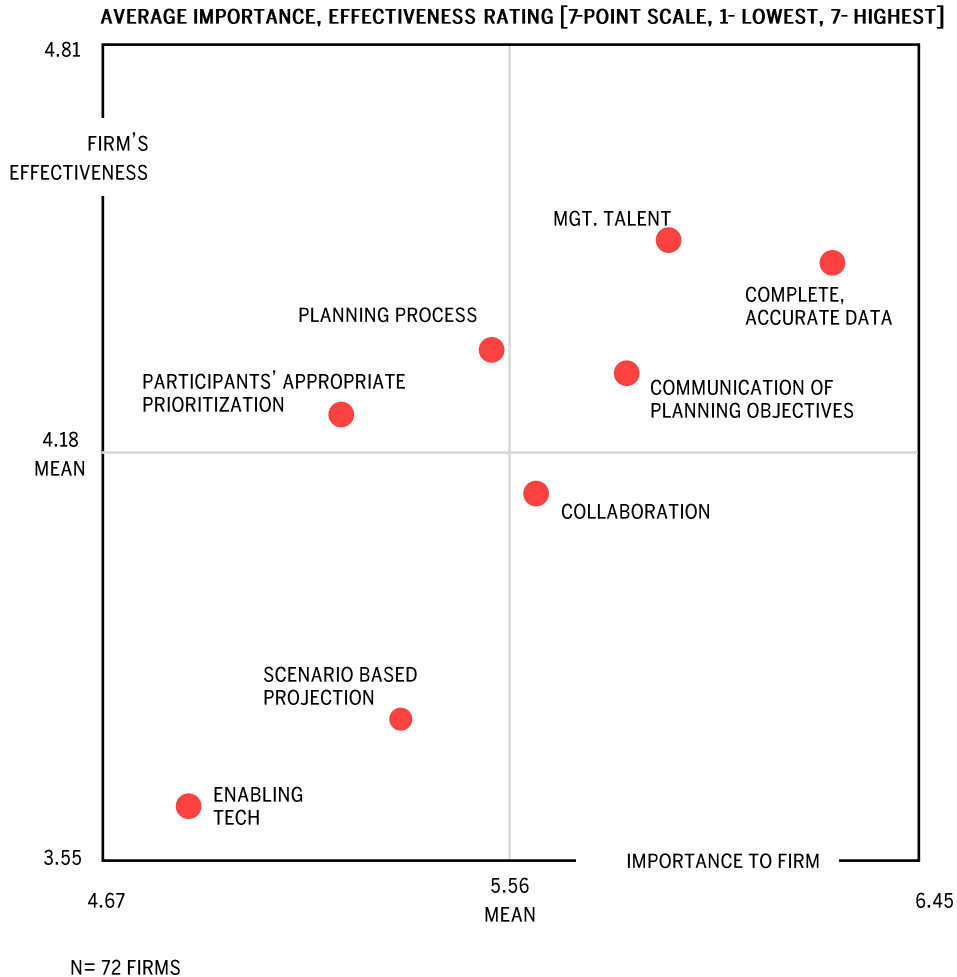 AVERAGE IMPORTANCE, EFFECTIVENESS RATING [7-POINT SCALE, 1- LOWEST, 7- HIGHEST]
4.81
FIRM'S
EFFECTIVENESS
MGT. TALENT
COMPLETE,
ACCURATE DATA
PLANNING PROCESS
PARTICIPANTS' APPROPRIATE
PRIORITIZATION
COMMUNICATION OF
PLANNING OBJECTIVES
4.18
MEAN
COLLABORATION
SCENARIO BASED
PROJECTION
ENABLING
TECH
3.55
IMPORTANCE TO FIRM
4.67
5.56
MEAN
6.45
N= 72 FIRMS